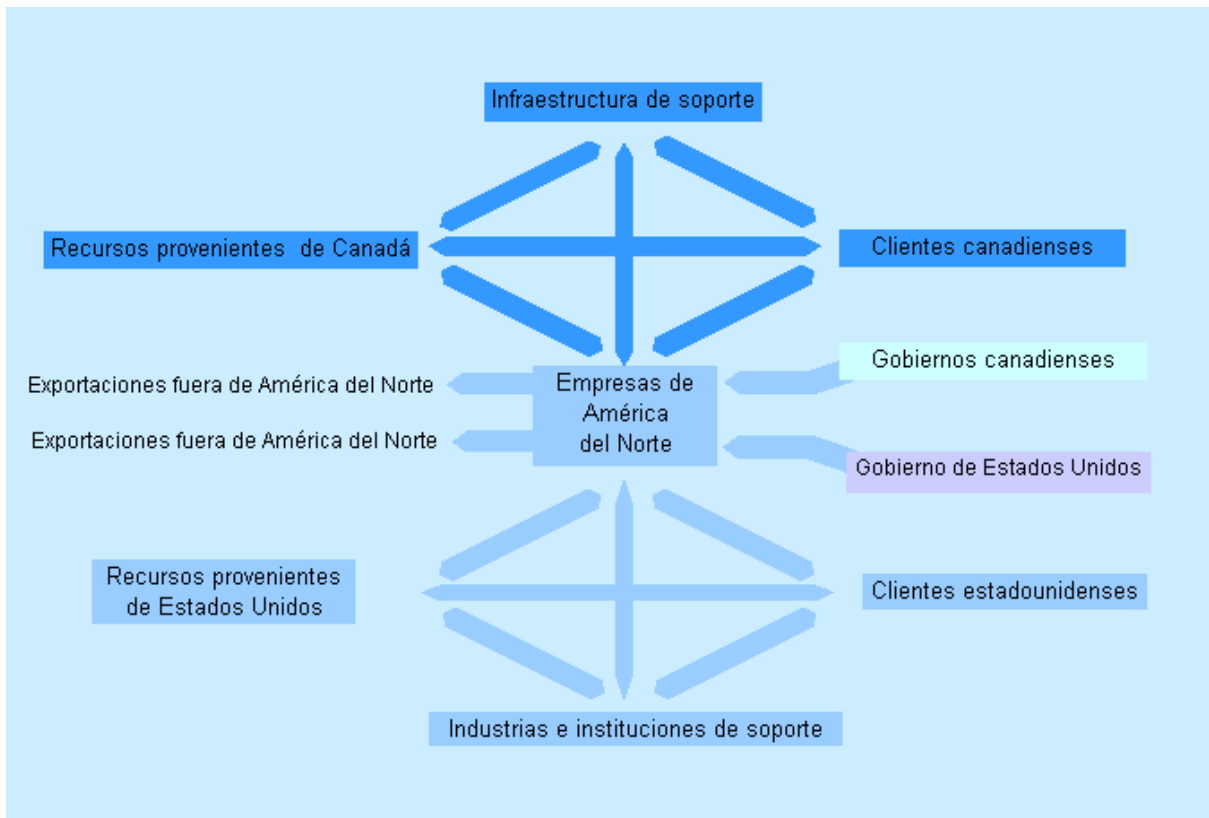 Infraestructura de soporte
Recursos provenientes de Canadá
Clientes canadienses
Gobiernos canadienses
Exportaciones fuera de América del Norte
Empresas de
América
del Norte
Exportaciones fuera de América del Norte
Gobierno de Estados Unidos
Recursos provenientes
de Estados Unidos
Clientes estadounidenses
Industrias e instituciones de soporte